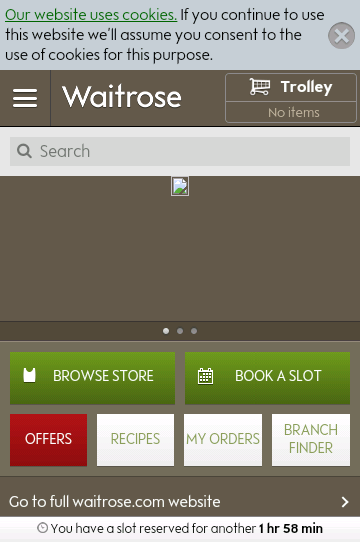 Our website uses cookies. If you continue to use
this website we'll assume you consent to the
use of cookies for this purpose.
Waitrose
Trolley
No items
Search
BROWSE STORE
BOOK A SLOT
OFFERS
RECIPES
MY ORDERS
BRANCH
FINDER
Go to full waitrose.com website
You have a slot reserved for another 1 hr 58 min